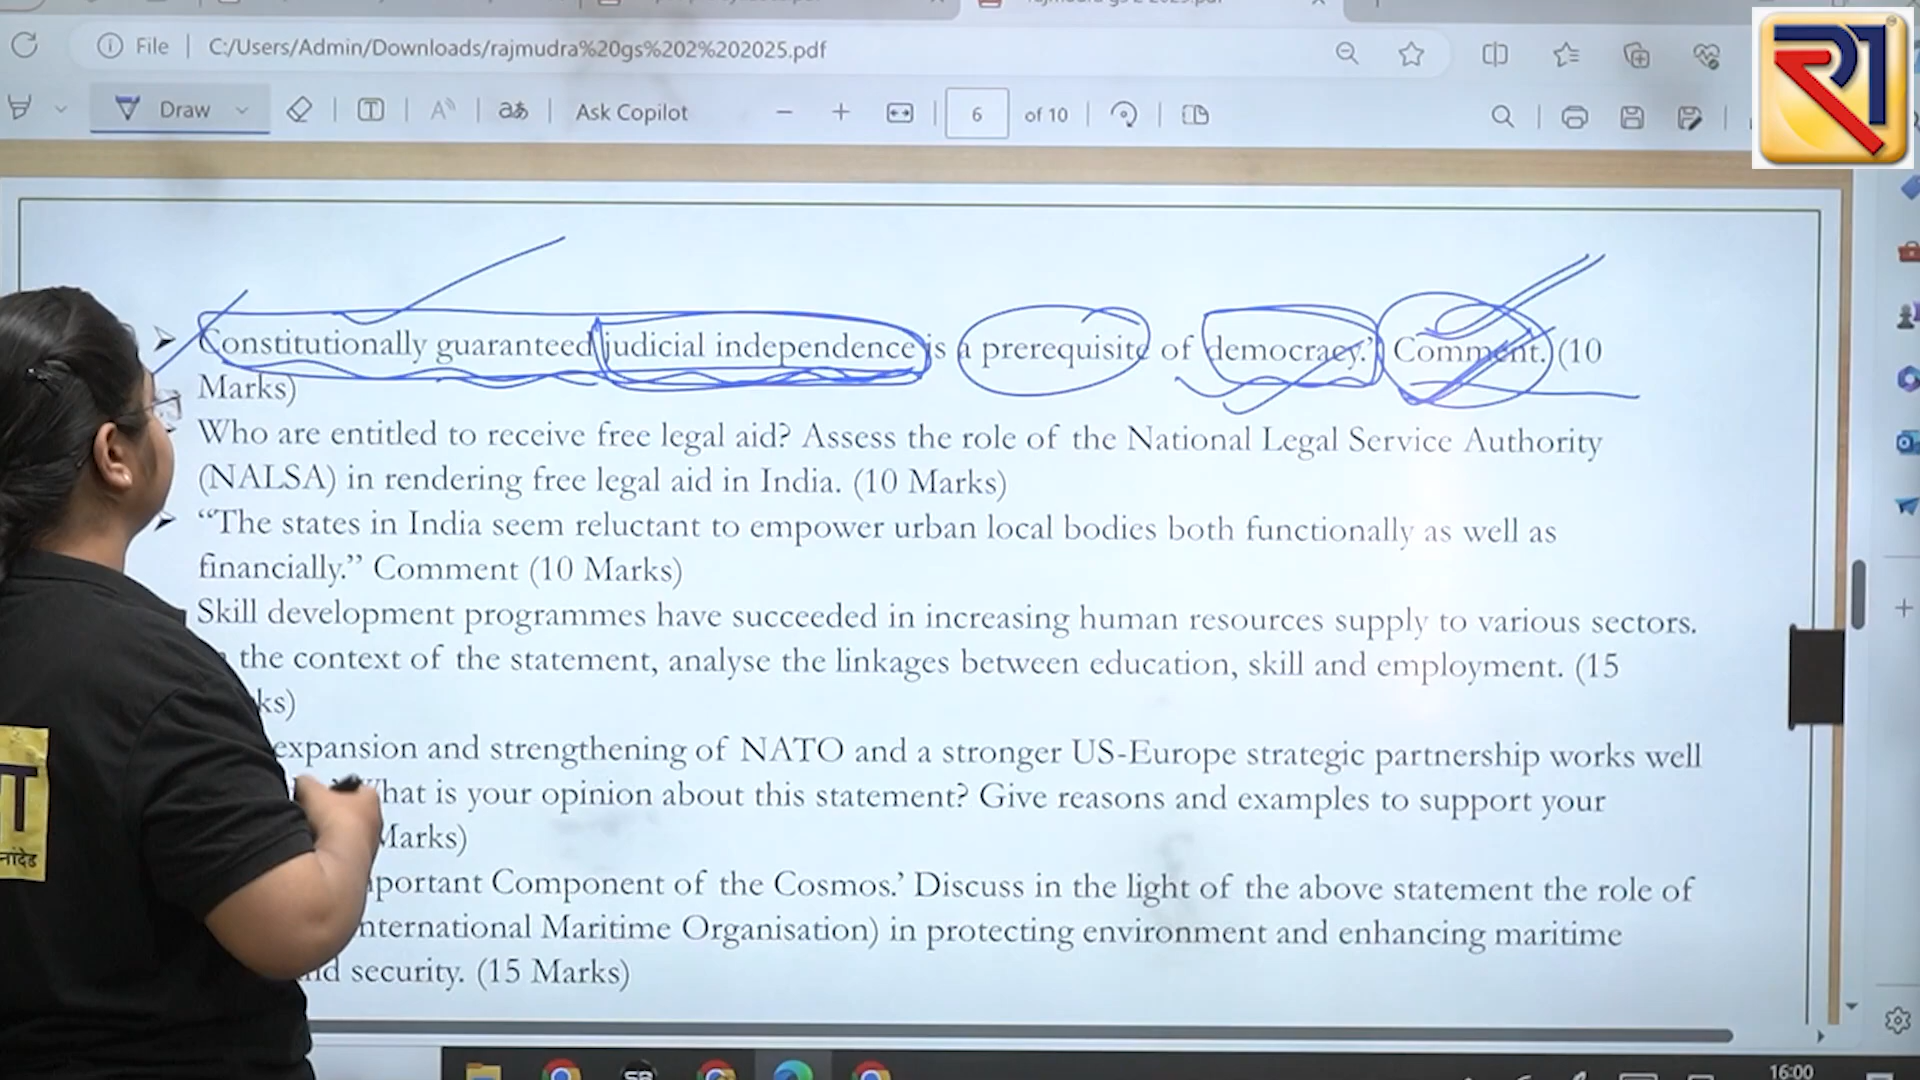 File
C:/Users/Admin/Downloads/rajmudra%20gs%202%202025.pdf
Draw
Ask Copilot
6
of 10
Constitutionally guaranteed judicial independence is a prerequisite of democracy.' Comment. (10
Marks)
Who are entitled to receive free legal aid? Assess the role of the National Legal Service Authority
(NALSA) in rendering free legal aid in India. (10 Marks)
“The states in India seem reluctant to empower urban local bodies both functionally as well as
financially.” Comment (10 Marks)
Skill development programmes have succeeded in increasing human resources supply to various sectors.
the context of the statement, analyse the linkages between education, skill and employment. (15
ks)
expansion and strengthening of NATO and a stronger US-Europe strategic partnership works well
hat is your opinion about this statement? Give reasons and examples to support your
Marks)
portant Component of the Cosmos.’ Discuss in the light of the above statement the role of
nternational Maritime Organisation) in protecting environment and enhancing maritime
nd security. (15 Marks)
नांदेड
16:00